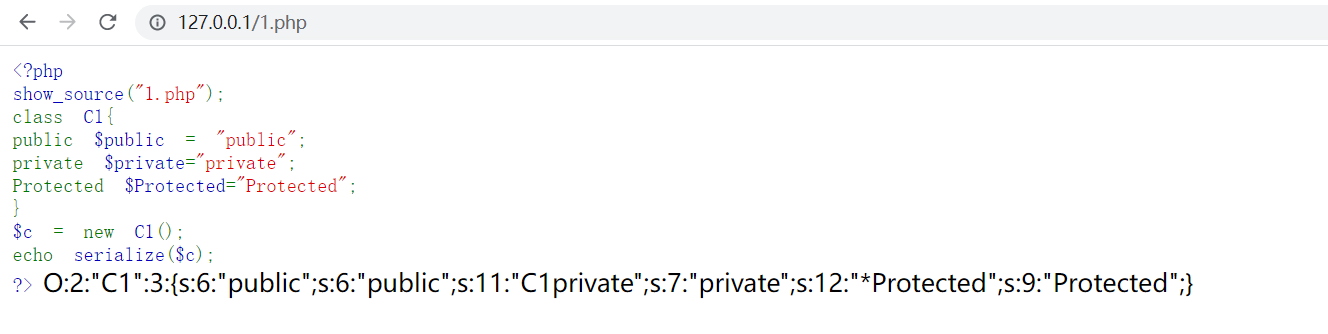 127.0.0.1/1.php
<?php
show_source("1.php");
class C1{
public $public = "public";
private $private="private";
Protected $Protected="Protected";
}
$c = new C1();
echo serialize($c);
?> O:2:"C1":3:{s:6:"public";s:6:"public";s:11:"C1private";s:7:"private";s:12:"*Protected";s:9:"Protected";}